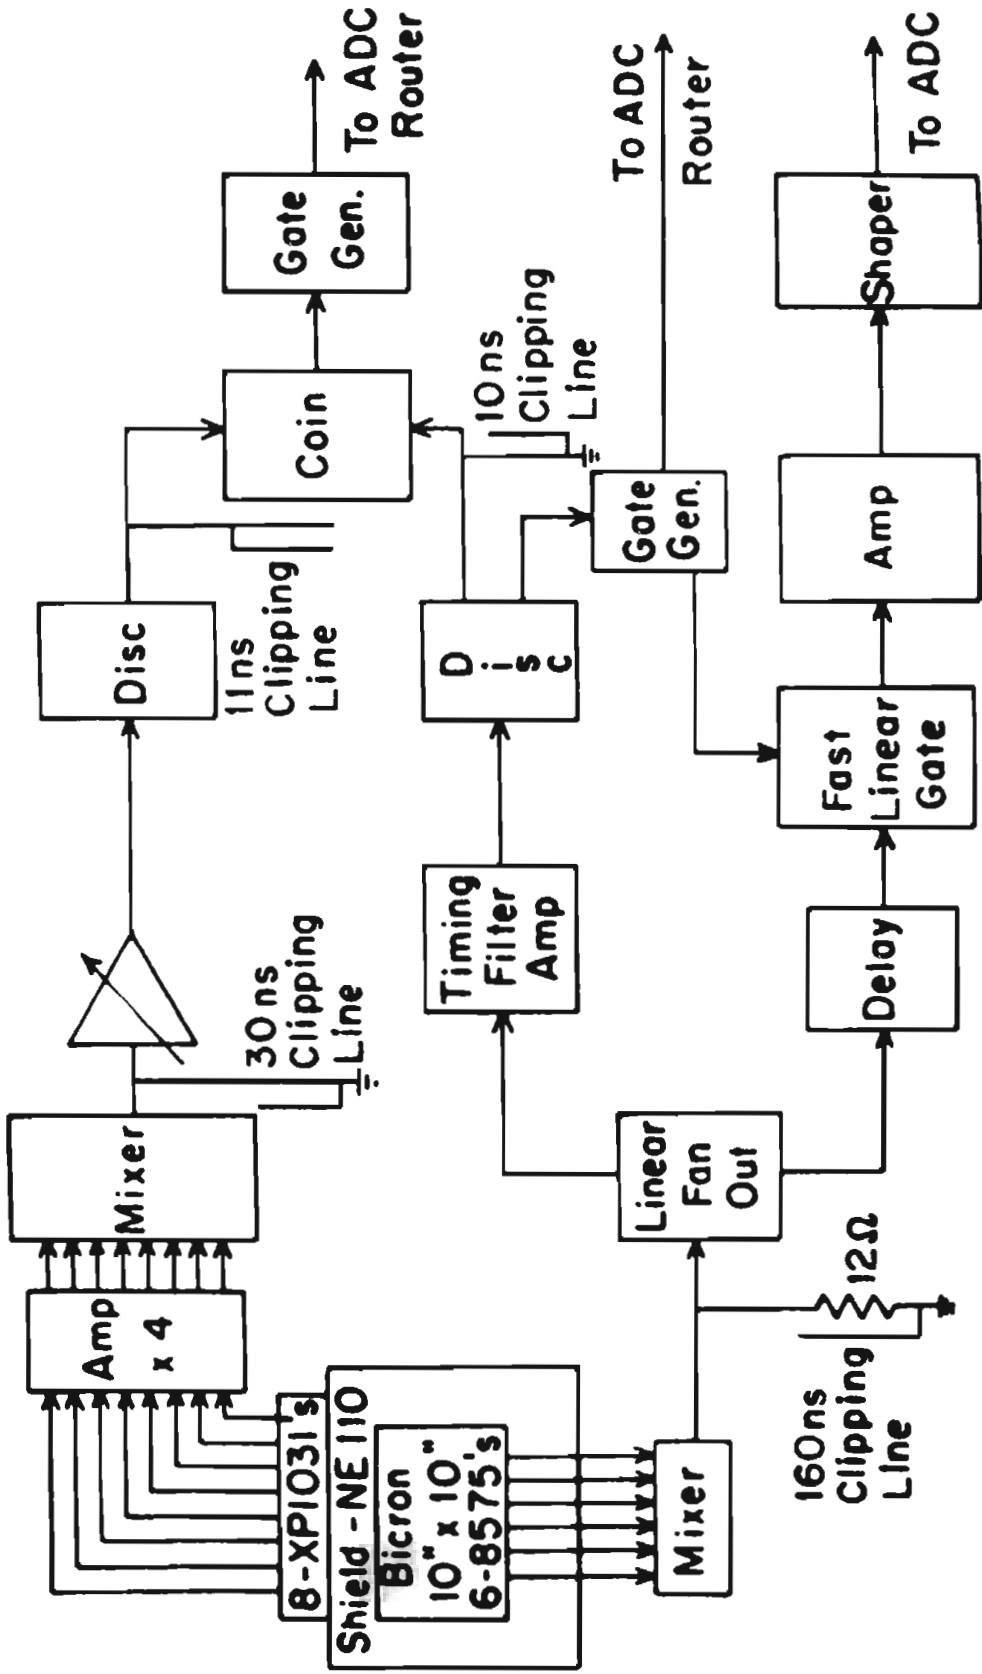 8-XP1031's
Shield-NE110
Bicron
10" x 10"
6-8575's
Amp
x 4
Mixer
30ns
Clipping
Line
Disc
11ns
Clipping
Line
Coin
Gate
Gen.
To ADC
Router
Mixer
160ns
Clipping
Line
12Ω
Linear
Fan
Out
Timing
Filter
Amp
Disc
10ns
Clipping
Line
Gate
Gen.
To ADC
Router
Delay
Fast
Linear
Gate
Amp
Shaper
To ADC